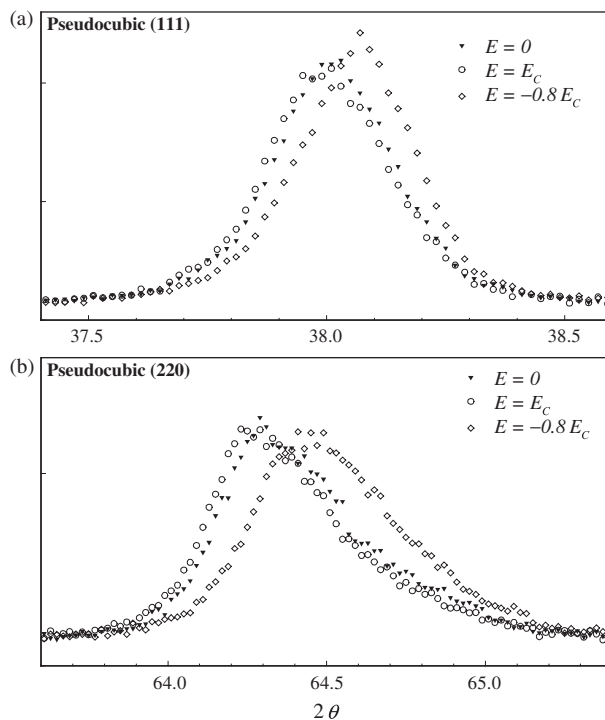 (a)
Pseudocubic (111)
E = 0
E = E_C
E = −0.8 E_C
37.5 38.0 38.5
(b)
Pseudocubic (220)
E = 0
E = E_C
E = −0.8 E_C
64.0 64.5 65.0
2 θ